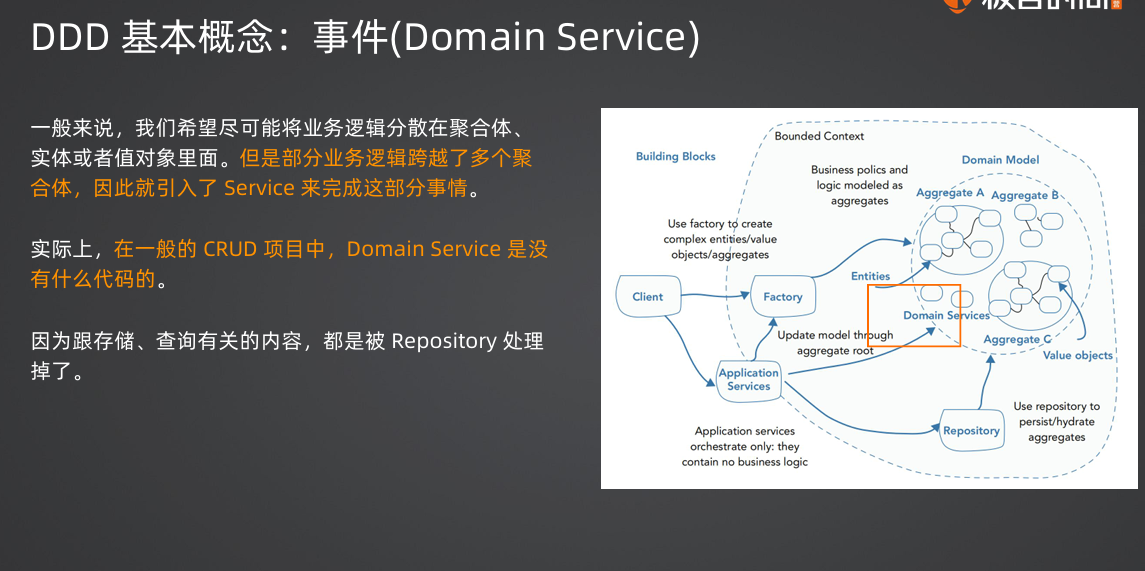 DDD 基本概念：事件(Domain Service)
一般来说，我们希望尽可能将业务逻辑分散在聚合体、
实体或者值对象里面。但是部分业务逻辑跨越了多个聚
合体，因此就引入了 Service 来完成这部分事情。
实际上，在一般的 CRUD 项目中，Domain Service 是没
有什么代码的。
因为跟存储、查询有关的内容，都是被 Repository 处理
掉了。
Bounded Context
Building Blocks
Domain Model
Business polics and
logic modeled as
aggregates
Aggregate A
Aggregate B
Use factory to create
complex entities/value
objects/aggregates
Entities
Client
Factory
Domain Services
Update model through
aggregate root
Aggregate C
Value objects
Application
Services
Use repository to
persist/hydrate
aggregates
Repository
Application services
orchestrate only: they
contain no business logic